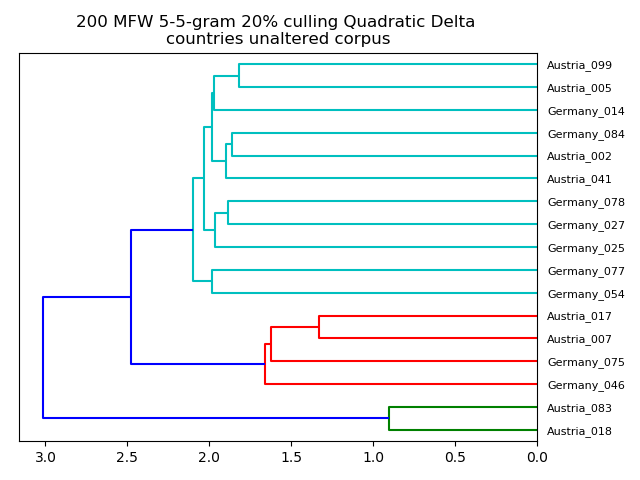 200 MFW 5-5-gram 20% culling Quadratic Delta
countries unaltered corpus
Austria_099
Austria_005
Germany_014
Germany_084
Austria_002
Austria_041
Germany_078
Germany_027
Germany_025
Germany_077
Germany_054
Austria_017
Austria_007
Germany_075
Germany_046
Austria_083
Austria_018
3.0 2.5 2.0 1.5 1.0 0.5 0.0